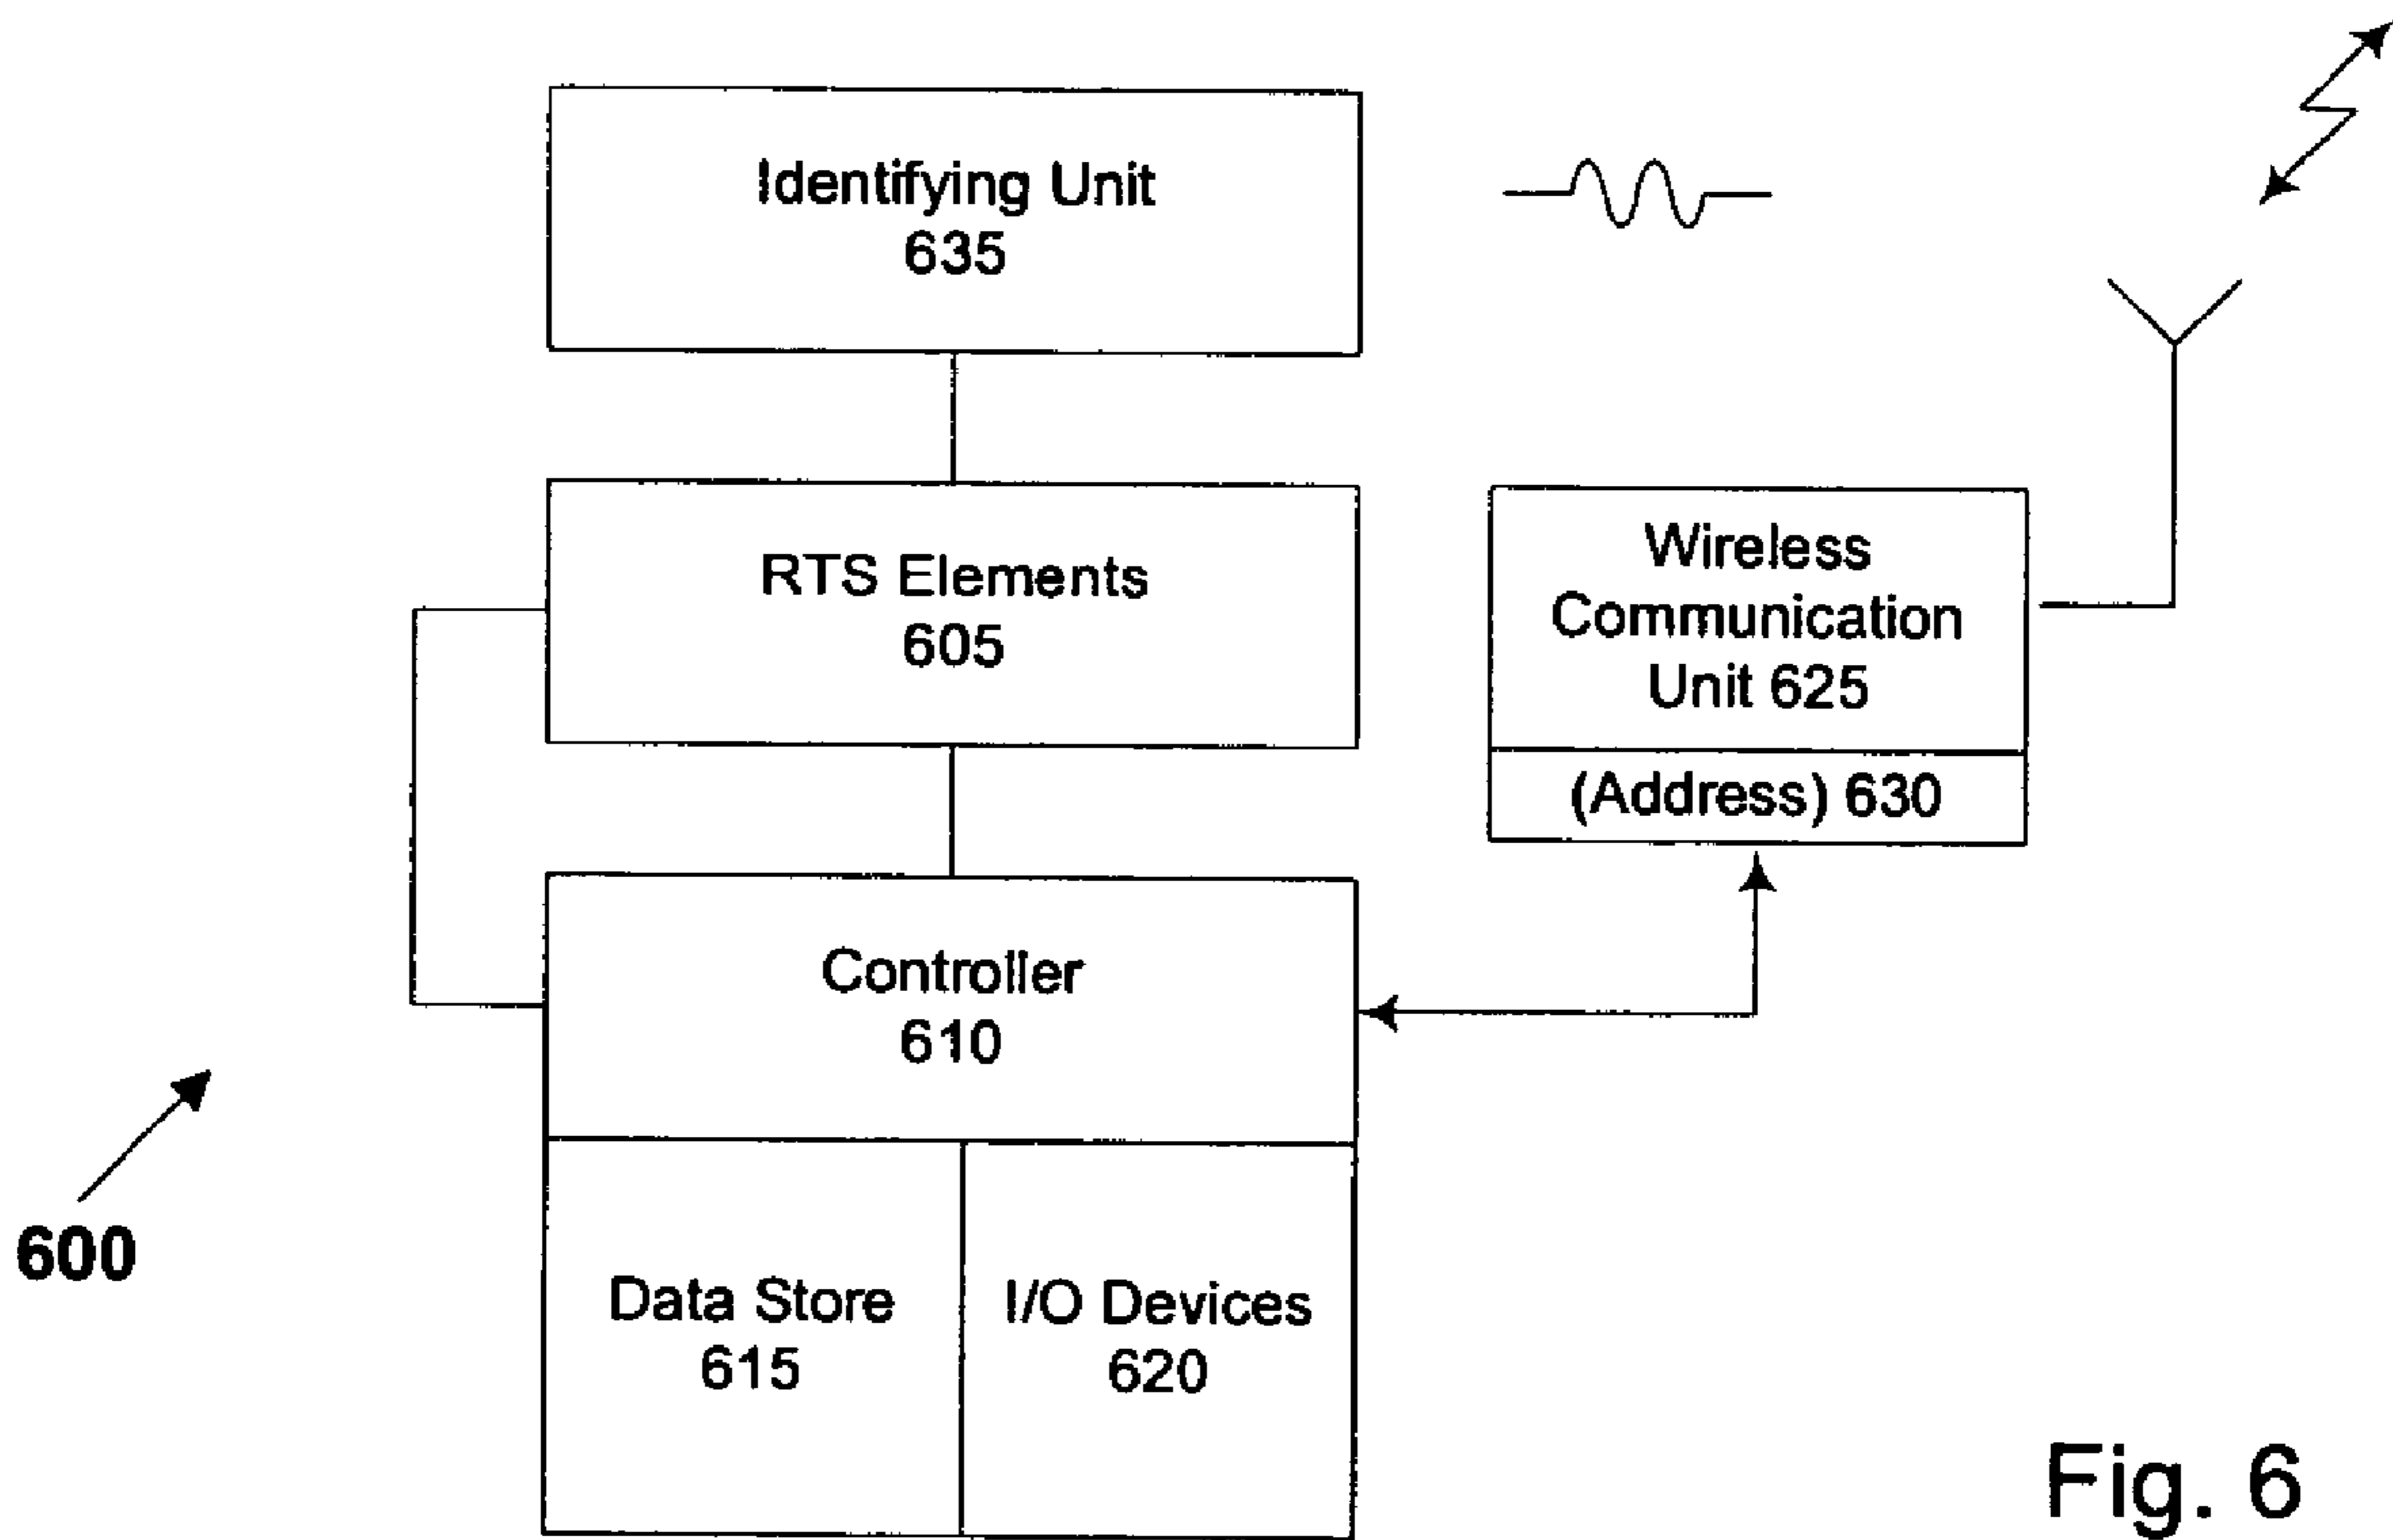 Identifying Unit
635
RTS Elements
605
Wireless
Communication
Unit 625
(Address) 630
Controller
610
600
Data Store
615
I/O Devices
620
Fig. 6